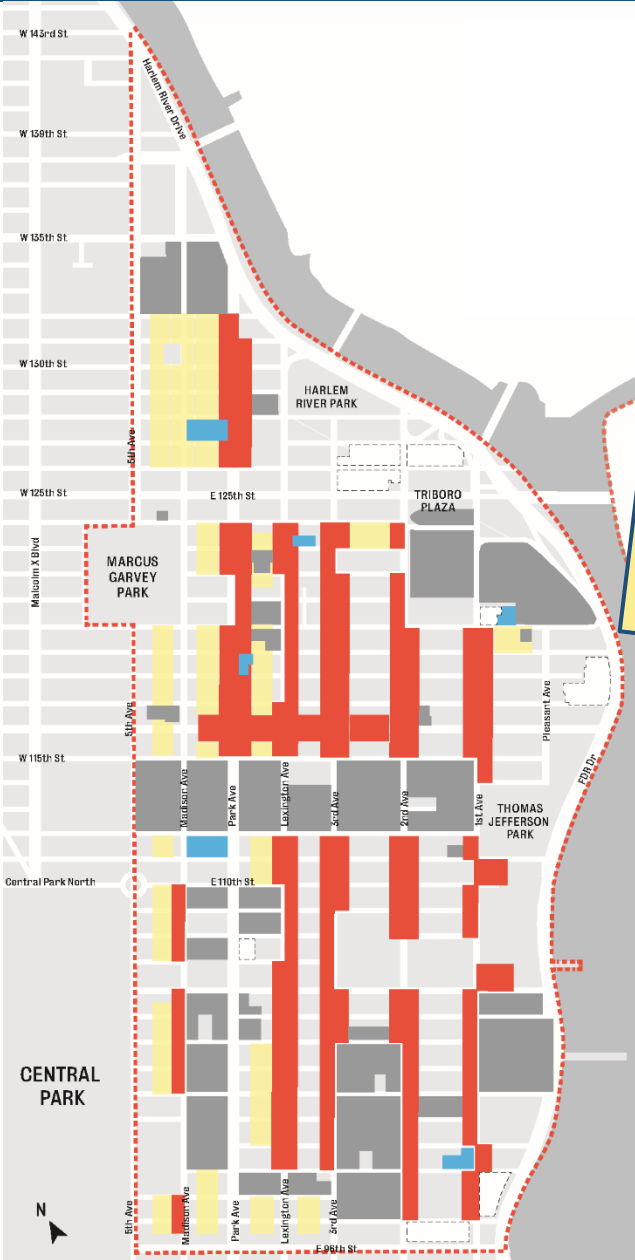 W 143rd St
Harlem River Drive
W 139th St
W 135th St
W 130th St
HARLEM
RIVER PARK
5th Ave
W 125th St
E 125th St
TRIBORO
PLAZA
Malcolm X Blvd
MARCUS
GARVEY
PARK
5th Ave
Pleasant Ave
W 115th St
FDR Dr
Madison Ave
Park Ave
Lexington Ave
3rd Ave
2nd Ave
1st Ave
THOMAS
JEFFERSON
PARK
Central Park North
E 110th St
CENTRAL
PARK
N
5th Ave
Madison Ave
Park Ave
Lexington Ave
3rd Ave
E 96th St